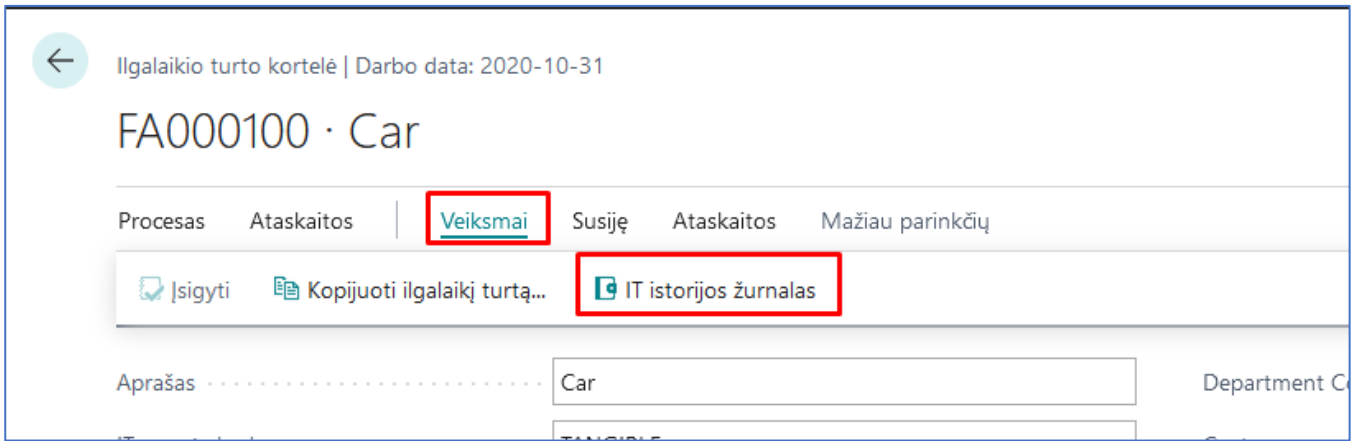 Ilgalaikio turto kortelė | Darbo data: 2020-10-31
FA000100 · Car
Procesas Ataskaitos Veiksmai Susiję Ataskaitos Mažiau parinkčių
Įsigyti Kopijuoti ilgalaikį turtą... IT istorijos žurnalas
Aprašas Car Department